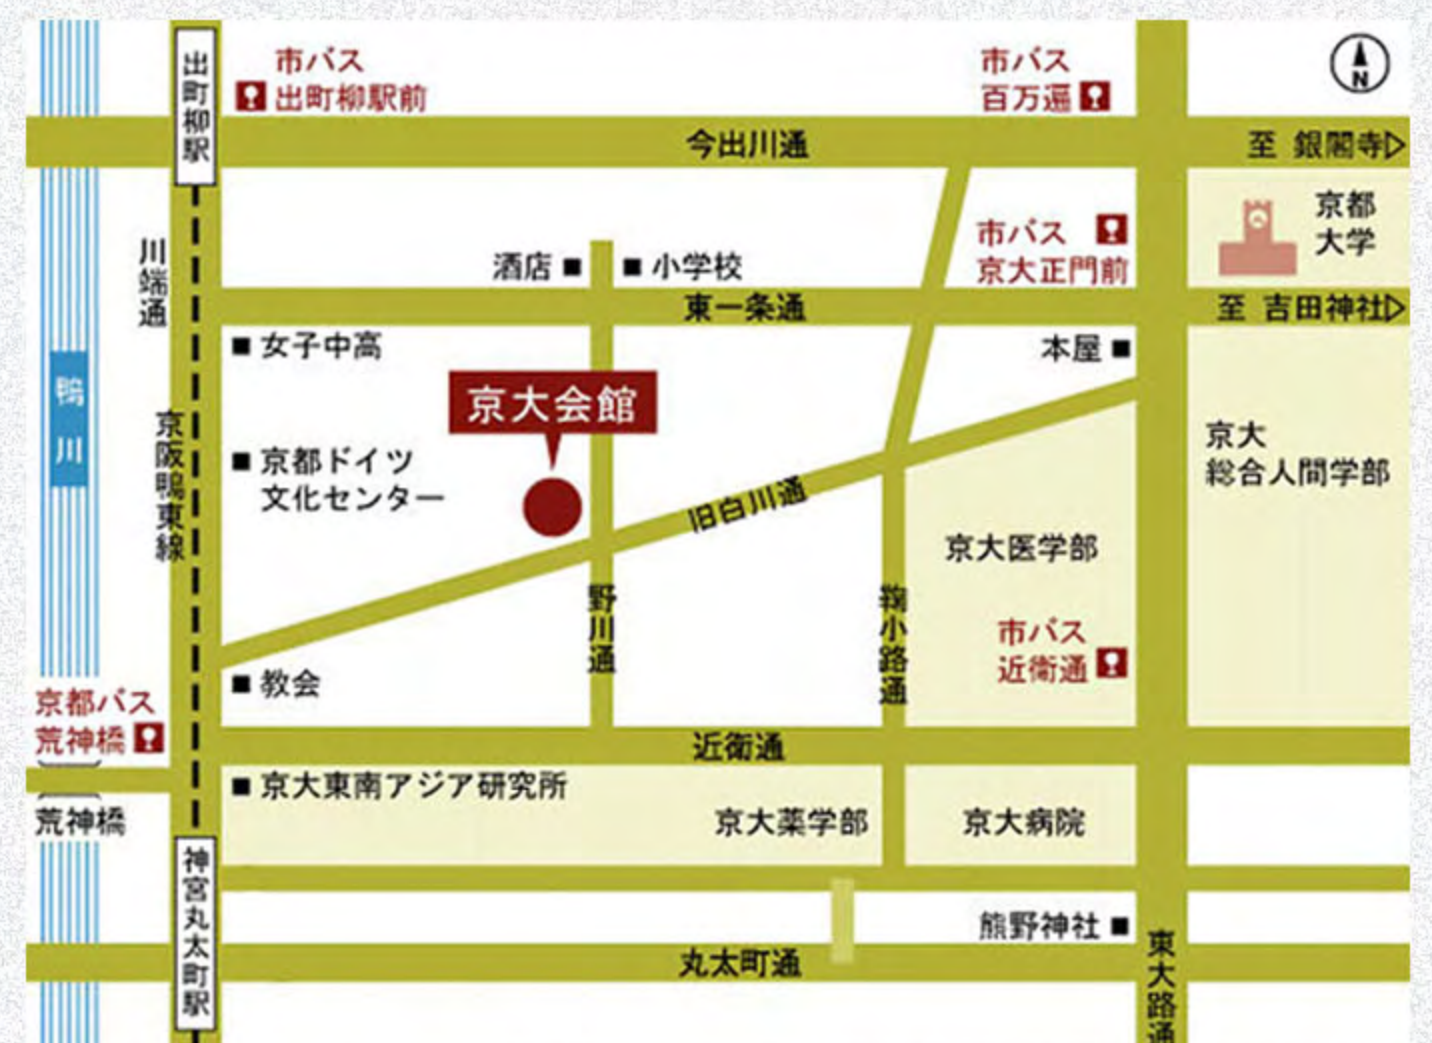 出町柳駅
市バス
出町柳駅前
市バス
百万遍
N
今出川通
至 銀閣寺
京都
大学
市バス
京大正門前
川端通
酒店
小学校
東一条通
至 吉田神社
女子中高
本屋
鴨川
京大会館
京阪鴨東線
京都ドイツ
文化センター
京大
総合人間学部
旧白川通
京大医学部
野川通
鞠小路通
市バス
近衛通
教会
京都バス
荒神橋
近衛通
京大東南アジア研究所
荒神橋
京大薬学部
京大病院
神宮丸太町駅
熊野神社
丸太町通
東大路通